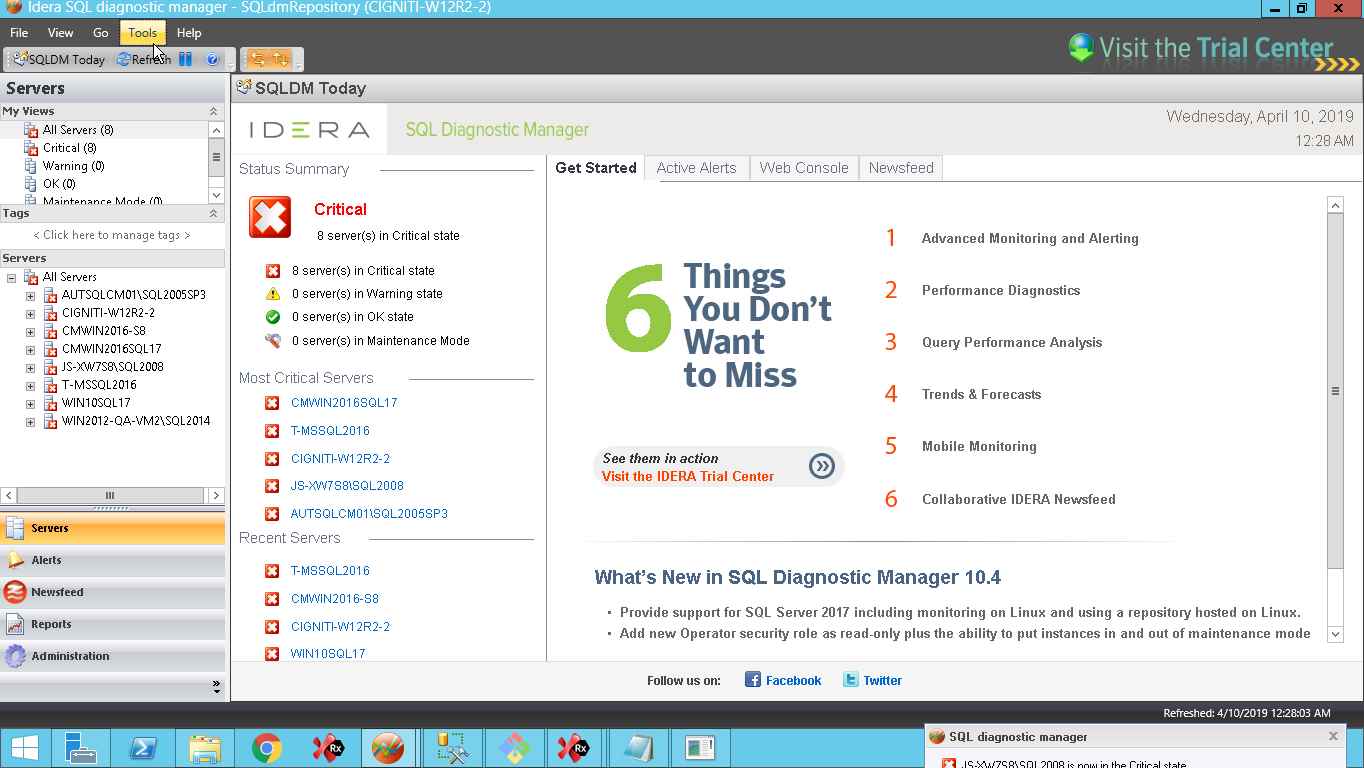 Idera SQL diagnostic manager - SQLdmRepository (CIGNITI-W12R2-2)
File View Go Tools Help
SQLDM Today Refresh
Visit the Trial Center
Servers
My Views
All Servers (8)
Critical (8)
Warning (0)
OK (0)
Maintenance Mode (0)
Tags
< Click here to manage tags >
Servers
All Servers
AUTSQLCM01\SQL2005SP3
CIGNITI-W12R2-2
CMWIN2016-S8
CMWIN2016SQL17
JS-XW7S8\SQL2008
T-MSSQL2016
WIN10SQL17
WIN2012-QA-VM2\SQL2014
Servers
Alerts
Newsfeed
Reports
Administration
SQLDM Today
IDERA SQL Diagnostic Manager
Wednesday, April 10, 2019
12:28 AM
Status Summary
Critical
8 server(s) in Critical state
8 server(s) in Critical state
0 server(s) in Warning state
0 server(s) in OK state
0 server(s) in Maintenance Mode
Most Critical Servers
CMWIN2016SQL17
T-MSSQL2016
CIGNITI-W12R2-2
JS-XW7S8\SQL2008
AUTSQLCM01\SQL2005SP3
Recent Servers
T-MSSQL2016
CMWIN2016-S8
CIGNITI-W12R2-2
WIN10SQL17
Get Started Active Alerts Web Console Newsfeed
6 Things
You Don't
Want
to Miss
See them in action
Visit the IDERA Trial Center
1 Advanced Monitoring and Alerting
2 Performance Diagnostics
3 Query Performance Analysis
4 Trends & Forecasts
5 Mobile Monitoring
6 Collaborative IDERA Newsfeed
What's New in SQL Diagnostic Manager 10.4
• Provide support for SQL Server 2017 including monitoring on Linux and using a repository hosted on Linux.
• Add new Operator security role as read-only plus the ability to put instances in and out of maintenance mode
Follow us on: Facebook Twitter
Refreshed: 4/10/2019 12:28:03 AM
Rx
Rx
SQL diagnostic manager
JS-XW7S8\SQL2008 is now in the Critical state